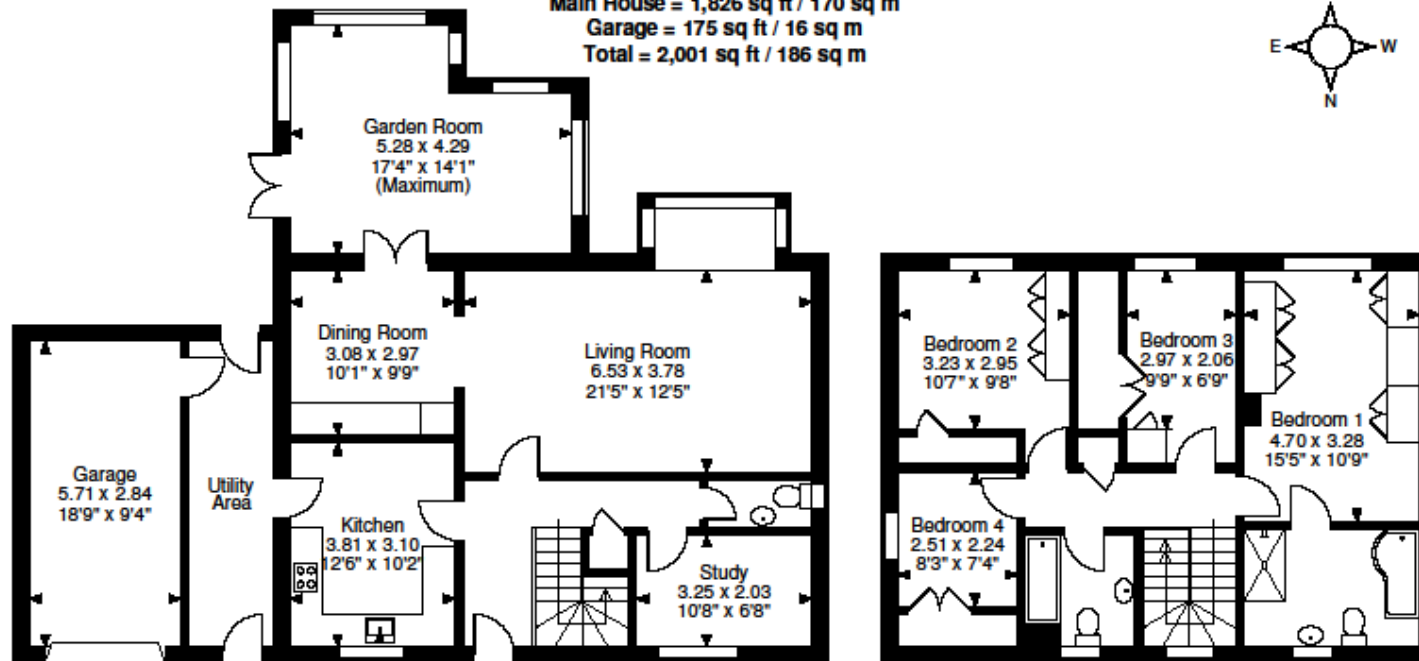 Main House = 1,826 sq ft / 170 sq m
Garage = 175 sq ft / 16 sq m
Total = 2,001 sq ft / 186 sq m
E
W
N
Garden Room
5.28 x 4.29
17'4" x 14'1"
(Maximum)
Dining Room
3.08 x 2.97
10'1" x 9'9"
Living Room
6.53 x 3.78
21'5" x 12'5"
Garage
5.71 x 2.84
18'9" x 9'4"
Utility
Area
Kitchen
3.81 x 3.10
12'6" x 10'2"
Study
3.25 x 2.03
10'8" x 6'8"
Bedroom 2
3.23 x 2.95
10'7" x 9'8"
Bedroom 3
2.97 x 2.06
9'9" x 6'9"
Bedroom 1
4.70 x 3.28
15'5" x 10'9"
Bedroom 4
2.51 x 2.24
8'3" x 7'4"